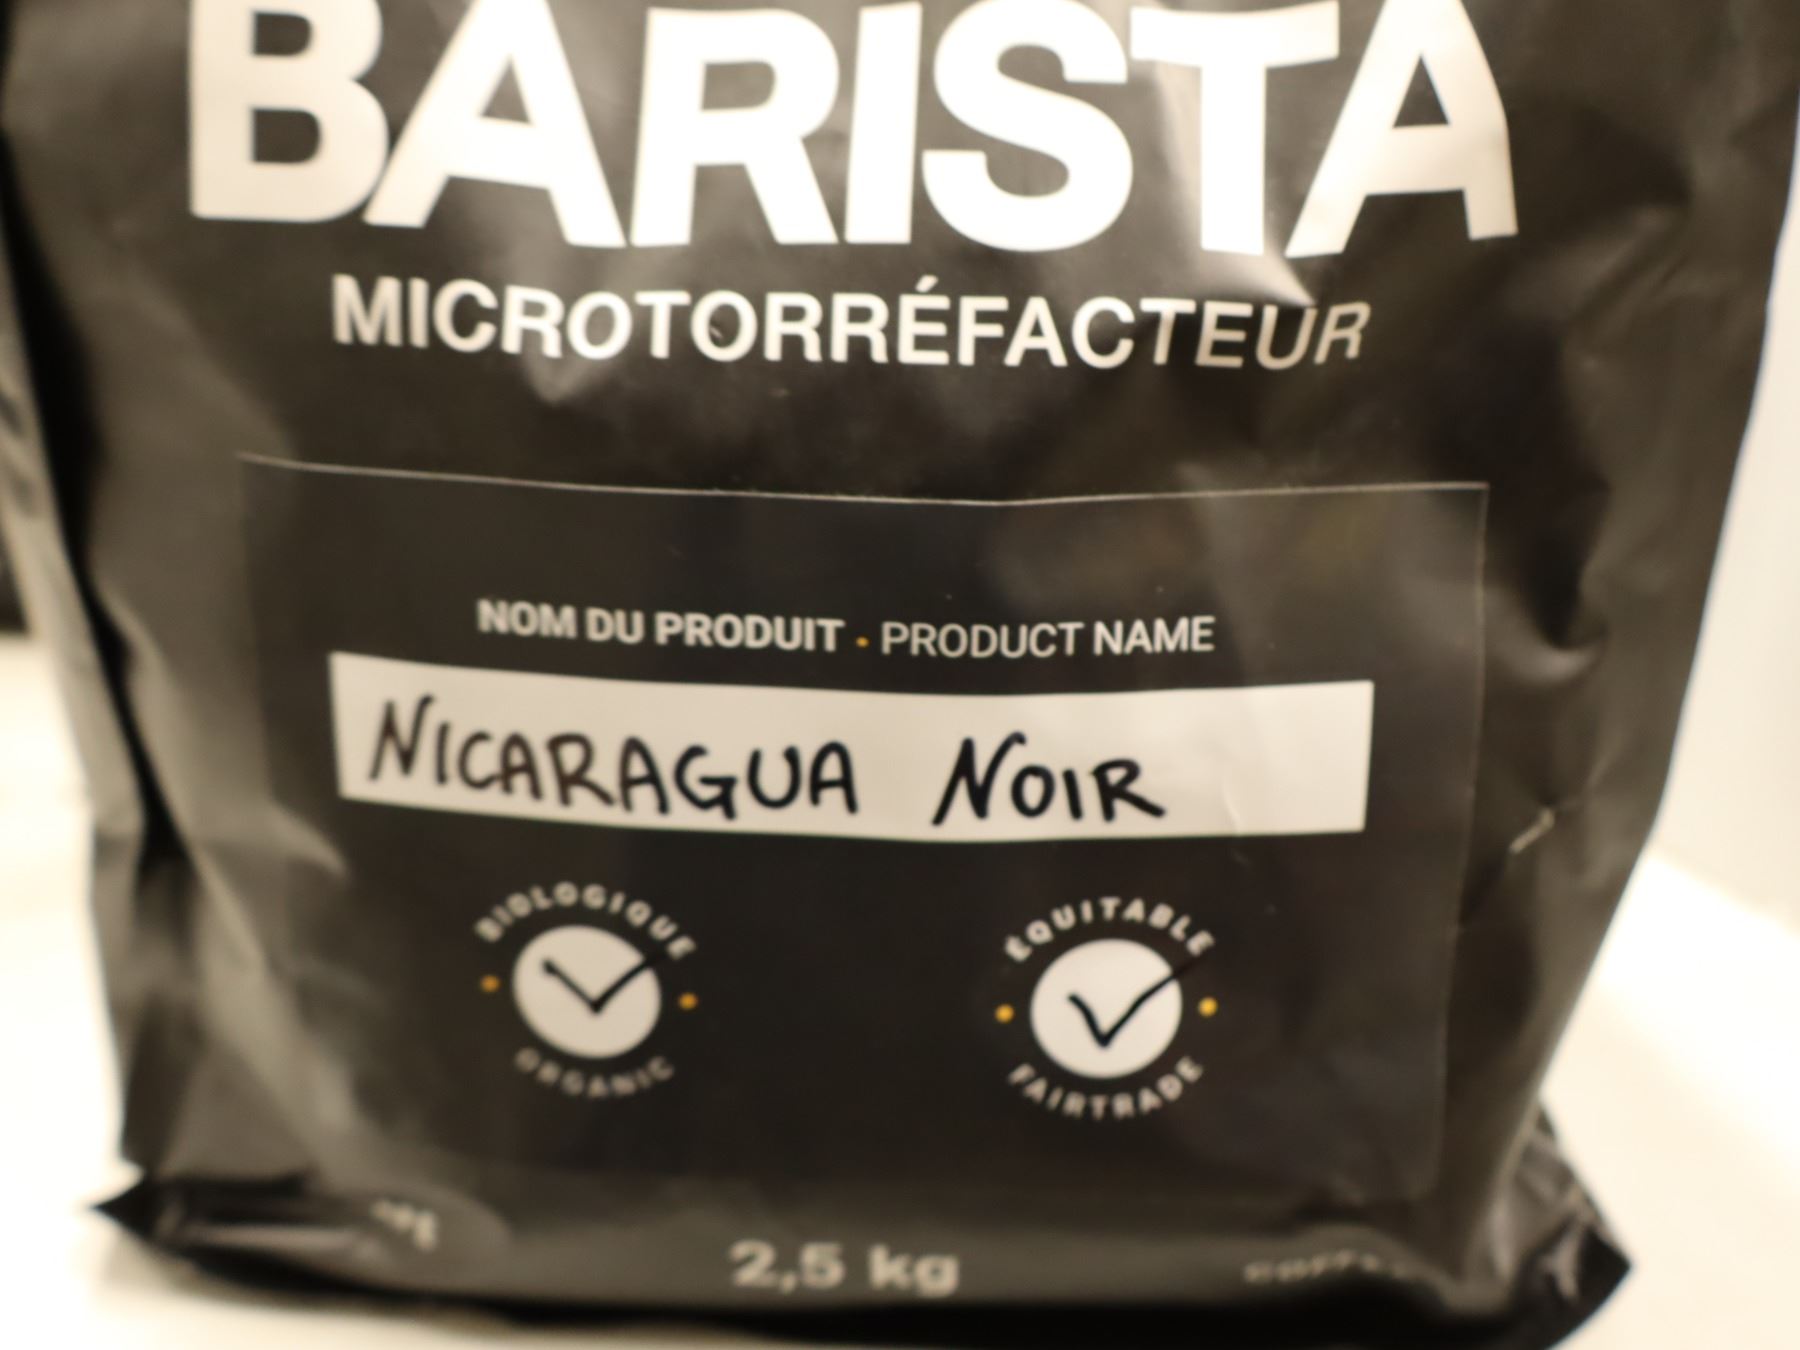 BARISTA
MICROTORRÉFACTEUR
NOM DU PRODUIT · PRODUCT NAME
NICARAGUA NOIR
BIOLOGIQUE
ORGANIC
ÉQUITABLE
FAIRTRADE
2,5 kg